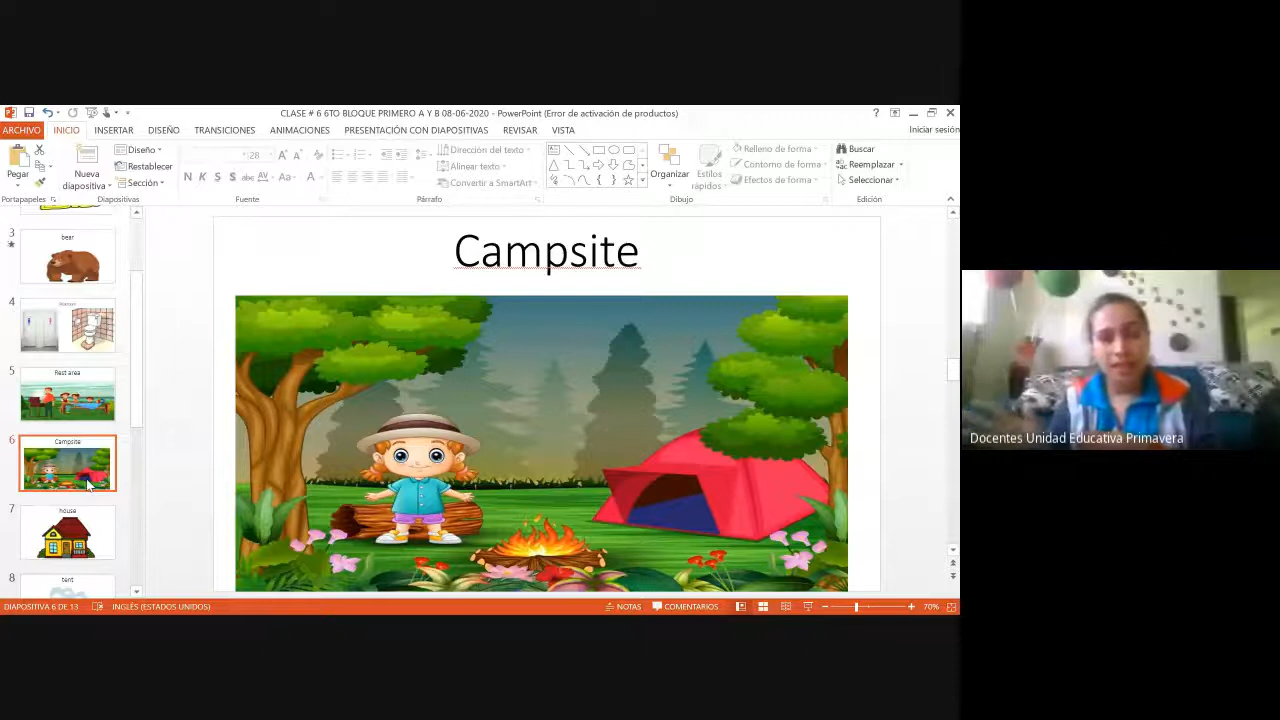 CLASE # 6 6TO BLOQUE PRIMERO A Y B 08-06-2020 - PowerPoint (Error de activación de productos)
ARCHIVO INICIO INSERTAR DISEÑO TRANSICIONES ANIMACIONES PRESENTACIÓN CON DIAPOSITIVAS REVISAR VISTA Iniciar sesión
Pegar
Nueva diapositiva
Diseño
Restablecer
Sección
28
N K S S abc AV Aa A
Dirección del texto
Alinear texto
Convertir a SmartArt
Organizar
Estilos rápidos
Relleno de forma
Contorno de forma
Efectos de forma
Buscar
Reemplazar
Seleccionar
Portapapeles Diapositivas Fuente Párrafo Dibujo Edición
3
bear
4
5
Rest area
6
Campsite
7
house
8
tent
Campsite
Docentes Unidad Educativa Primavera
DIAPOSITIVA 6 DE 13 INGLÉS (ESTADOS UNIDOS) NOTAS COMENTARIOS 70%